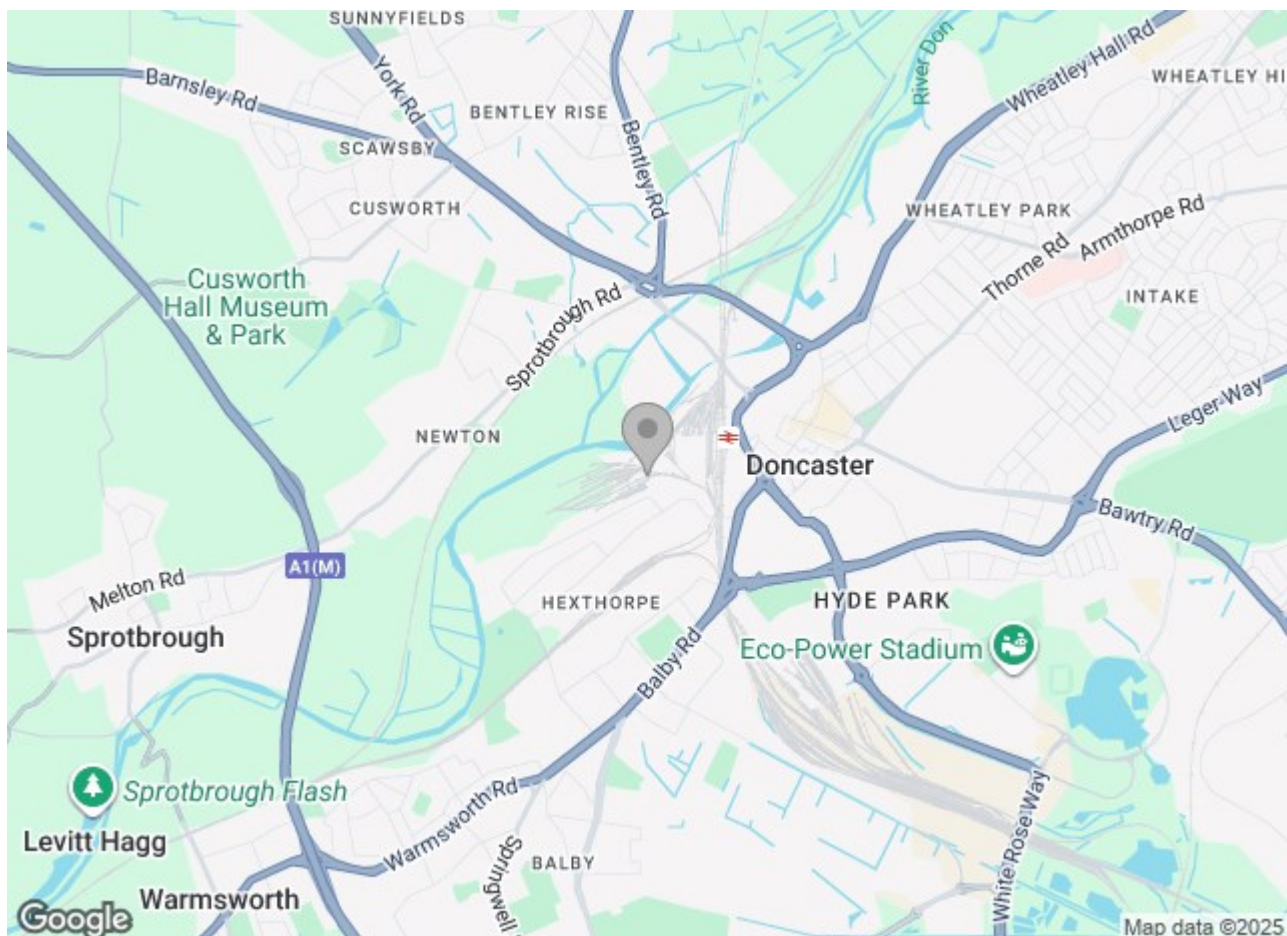 SUNNYFIELDS
Barnsley Rd
York Rd
BENTLEY RISE
Bentley Rd
River Don
Wheatley Hall Rd
WHEATLEY HI
SCAWSBY
CUSWORTH
WHEATLEY PARK
Armthorpe Rd
Thorne Rd
Cusworth
Hall Museum
& Park
INTAKE
Sprotbrough Rd
Leger Way
NEWTON
Doncaster
Bawtry Rd
A1(M)
Melton Rd
HEXTHORPE
HYDE PARK
Sprotbrough
Eco-Power Stadium
Balby Rd
Sprotbrough Flash
Levitt Hagg
Warmsworth Rd
Springwell
BALBY
White Rose Way
Warmsworth
Google
Map data ©2025